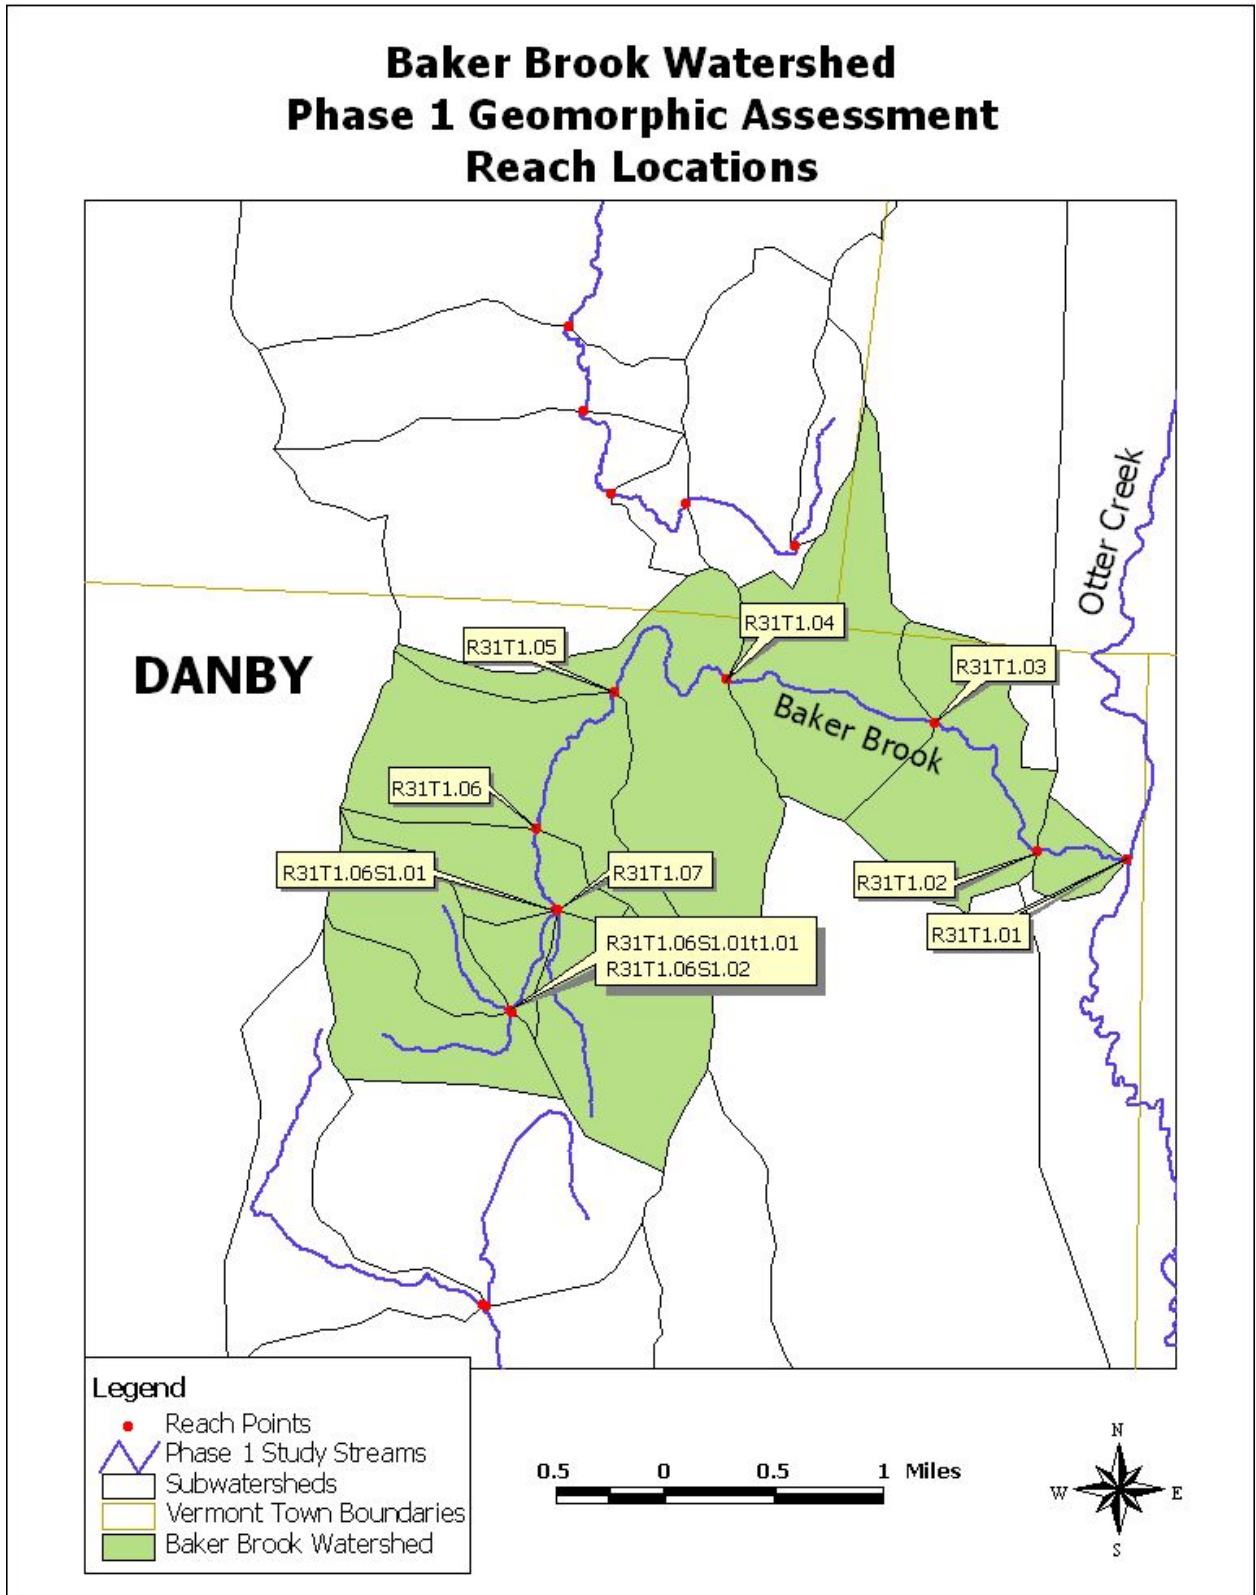 Baker Brook Watershed
Phase 1 Geomorphic Assessment
Reach Locations
Otter Creek
R31T1.04
R31T1.05
DANBY
R31T1.03
Baker Brook
R31T1.06
R31T1.06S1.01
R31T1.07
R31T1.02
R31T1.01
R31T1.06S1.01t1.01
R31T1.06S1.02
Legend
Reach Points
Phase 1 Study Streams
Subwatersheds
Vermont Town Boundaries
Baker Brook Watershed
0.5 0 0.5 1 Miles
N
W E
S